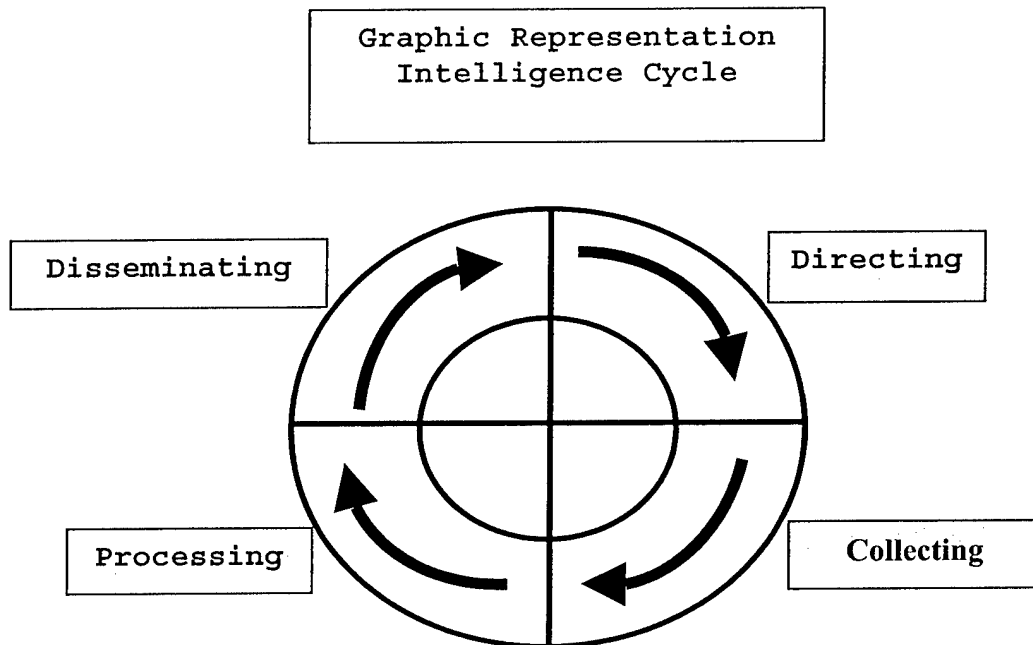 Graphic Representation
Intelligence Cycle
Disseminating
Directing
Processing
Collecting